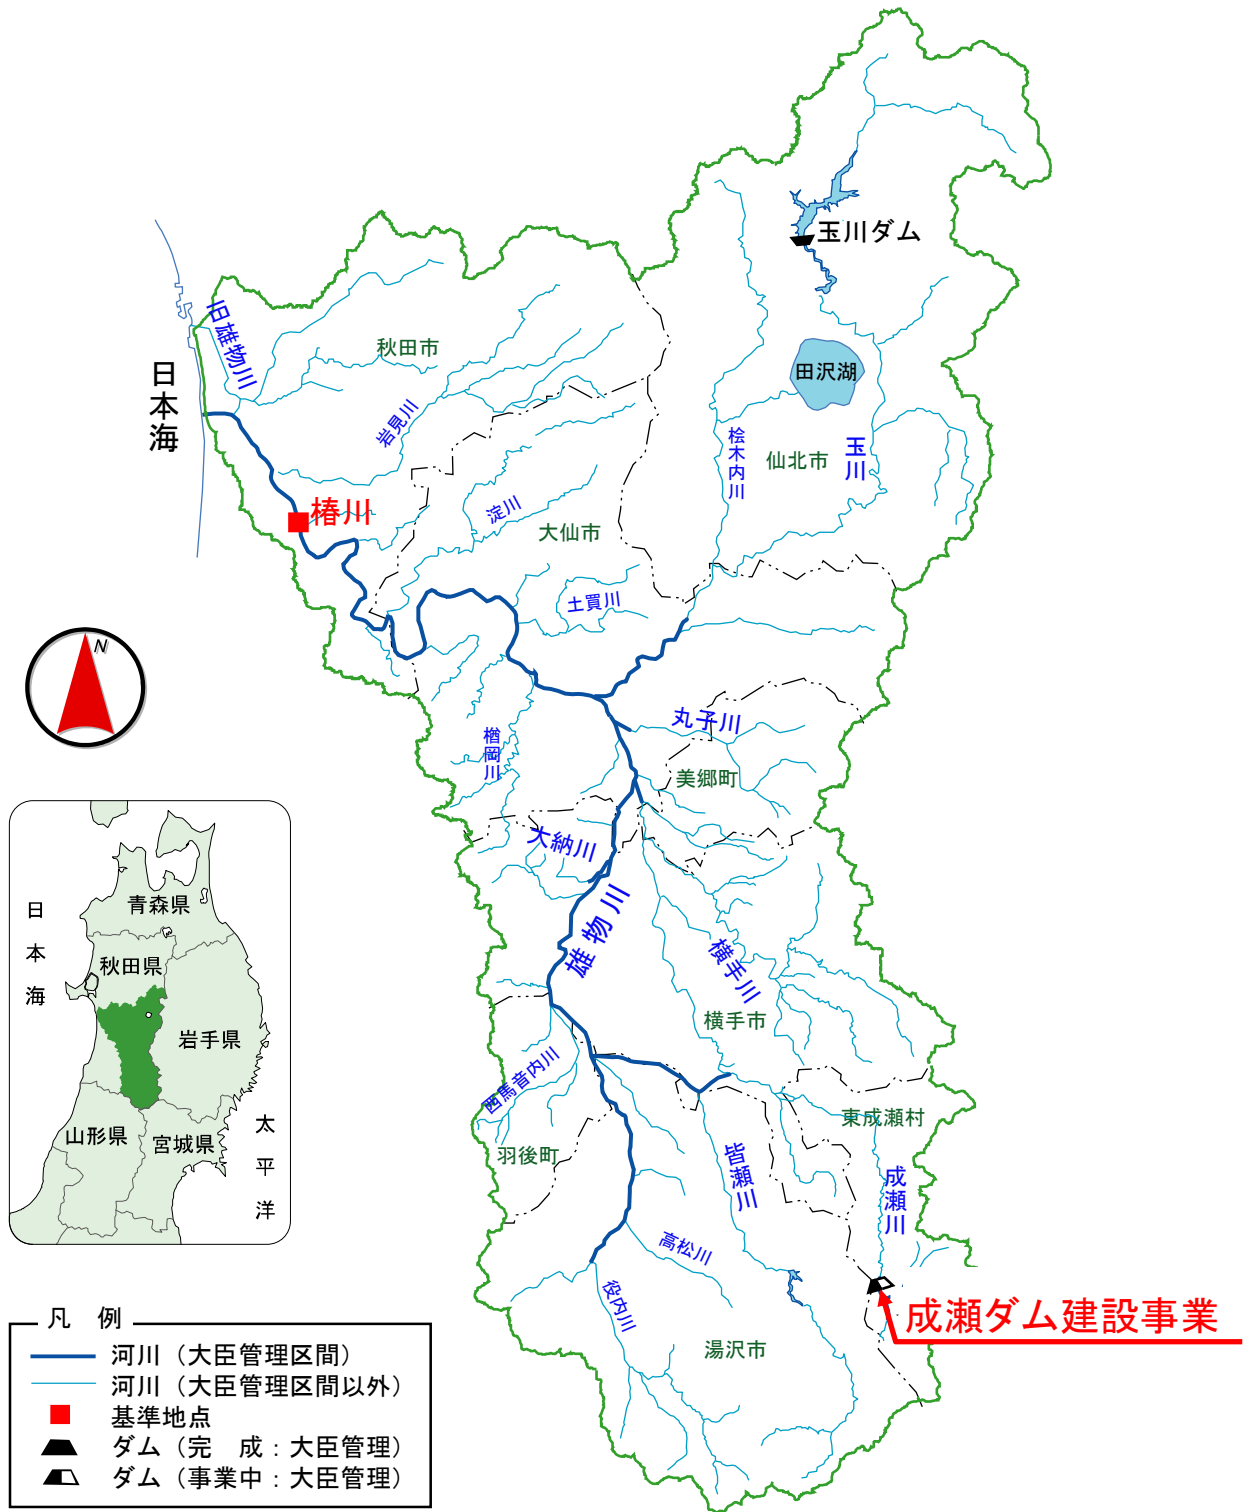 玉川ダム
旧雄物川
秋田市
日本海
田沢湖
岩見川
桧木内川
仙北市
玉川
椿川
淀川
大仙市
土買川
N
丸子川
楢岡川
美郷町
大納川
雄物川
横手川
横手市
西馬音内川
東成瀬村
羽後町
皆瀬川
成瀬川
高松川
役内川
湯沢市
成瀬ダム建設事業
日本海
青森県
秋田県
岩手県
山形県
宮城県
太平洋
凡 例
河川（大臣管理区間）
河川（大臣管理区間以外）
基準地点
ダム（完 成：大臣管理）
ダム（事業中：大臣管理）